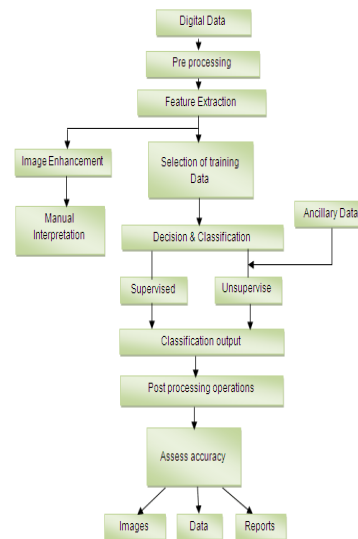 Digital Data
Pre processing
Feature Extraction
Image Enhancement
Selection of training
Data
Manual
Interpretation
Ancillary Data
Decision & Classification
Supervised
Unsupervise
Classification output
Post processing operations
Assess accuracy
Images
Data
Reports